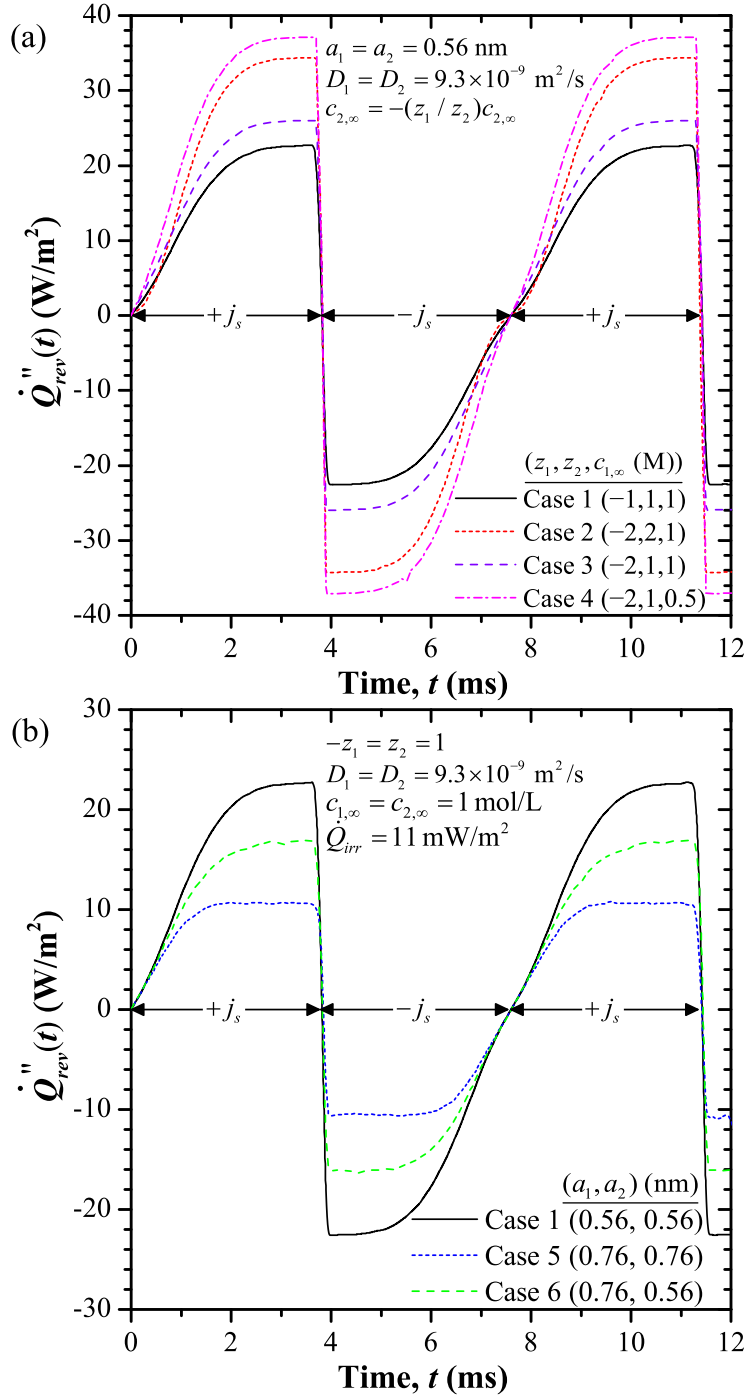 (a)
a₁ = a₂ = 0.56 nm
D₁ = D₂ = 9.3×10⁻⁹ m²/s
c₂,∞ = −(z₁ / z₂)c₂,∞
40
30
20
10
0
-10
-20
-30
-40
Q̇″rev(t) (W/m²)
+jₛ
−jₛ
+jₛ
(z₁, z₂, c₁,∞ (M))
Case 1 (−1,1,1)
Case 2 (−2,2,1)
Case 3 (−2,1,1)
Case 4 (−2,1,0.5)
0 2 4 6 8 10 12
Time, t (ms)
(b)
−z₁ = z₂ = 1
D₁ = D₂ = 9.3×10⁻⁹ m²/s
c₁,∞ = c₂,∞ = 1 mol/L
Q̇irr = 11 mW/m²
30
20
10
0
-10
-20
-30
Q̇″rev(t) (W/m²)
+jₛ
−jₛ
+jₛ
(a₁, a₂) (nm)
Case 1 (0.56, 0.56)
Case 5 (0.76, 0.76)
Case 6 (0.76, 0.56)
0 2 4 6 8 10 12
Time, t (ms)